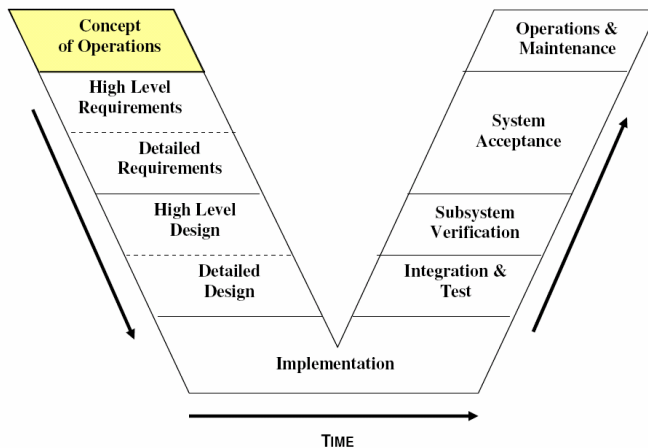 Concept
of Operations
High Level
Requirements
Detailed
Requirements
High Level
Design
Detailed
Design
Implementation
Operations &
Maintenance
System
Acceptance
Subsystem
Verification
Integration &
Test
TIME